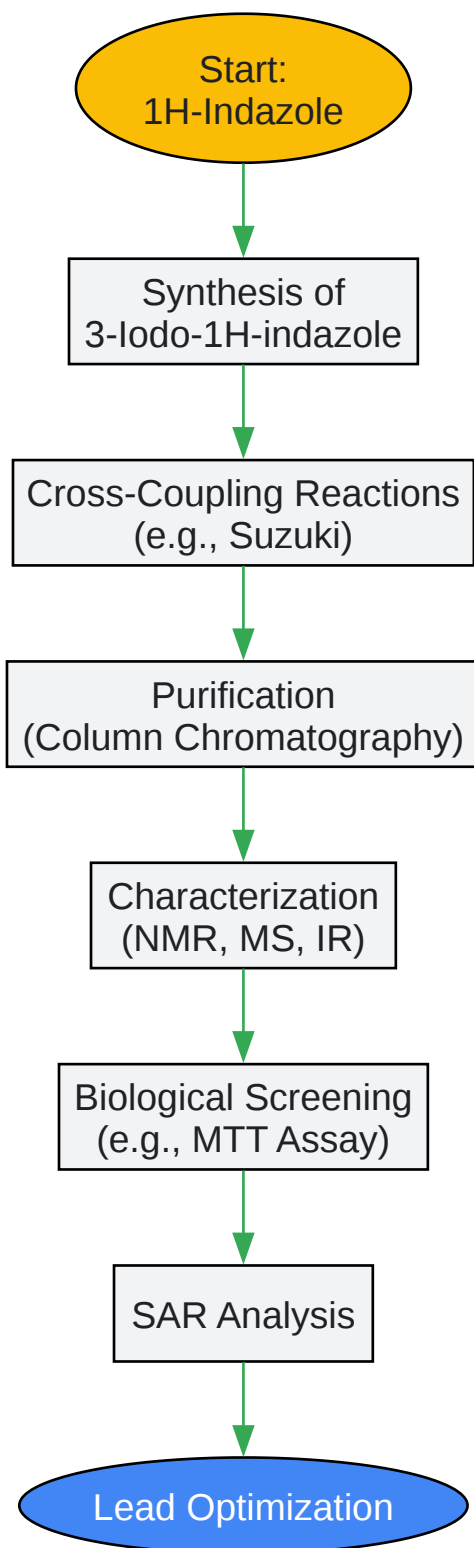 Start:
1H-Indazole
Synthesis of
3-Iodo-1H-indazole
Cross-Coupling Reactions
(e.g., Suzuki)
Purification
(Column Chromatography)
Characterization
(NMR, MS, IR)
Biological Screening
(e.g., MTT Assay)
SAR Analysis
Lead Optimization